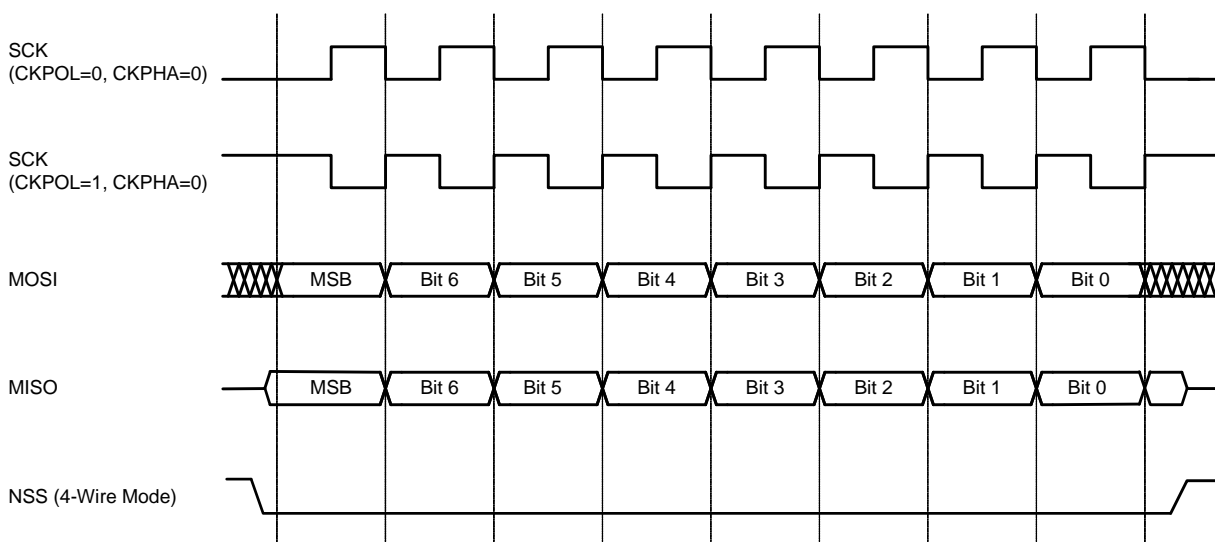 SCK
(CKPOL=0, CKPHA=0)
SCK
(CKPOL=1, CKPHA=0)
MOSI
MSB Bit 6 Bit 5 Bit 4 Bit 3 Bit 2 Bit 1 Bit 0
MISO
MSB Bit 6 Bit 5 Bit 4 Bit 3 Bit 2 Bit 1 Bit 0
NSS (4-Wire Mode)